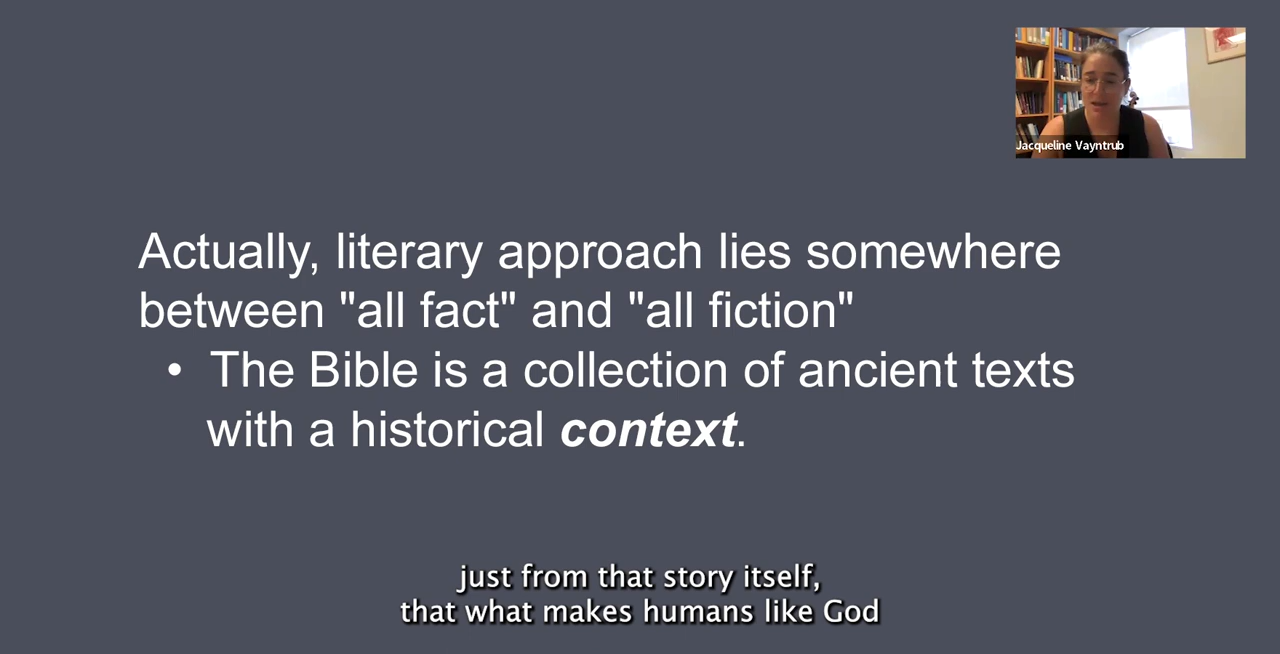 Jacqueline Vayntrub
Actually, literary approach lies somewhere
between "all fact" and "all fiction"
• The Bible is a collection of ancient texts
with a historical context.
just from that story itself,
that what makes humans like God